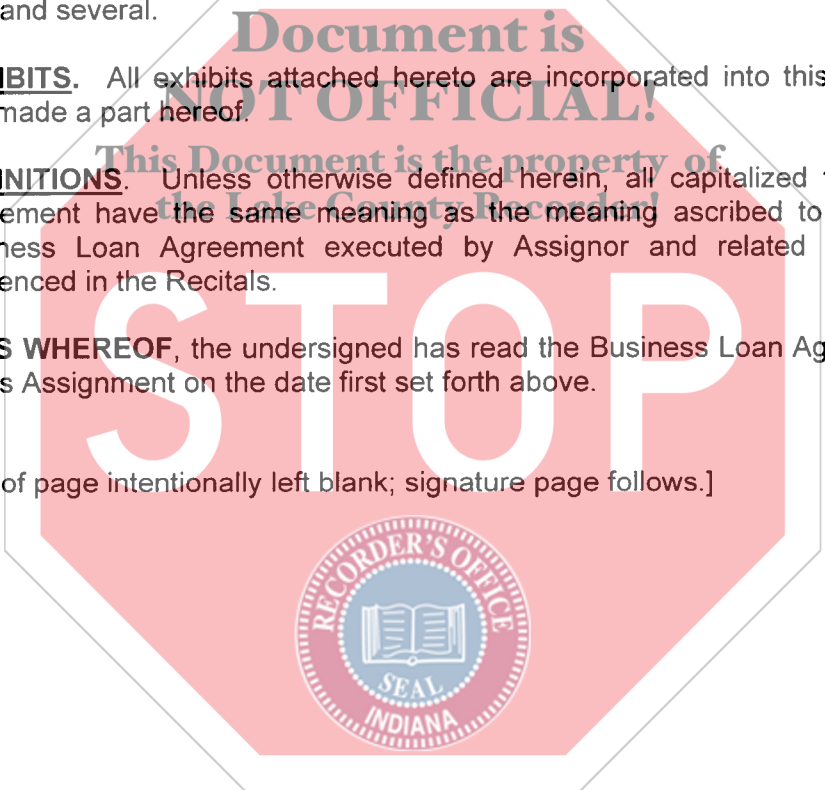 and several.
Document is
IBITS. All exhibits attached hereto are incorporated into this
made a part hereof.
NOT OFFICIAL!
This Document is the property of
INITIONS. Unless otherwise defined herein, all capitalized
ement have the same meaning as the meaning ascribed to
the Lake County Recorder!
ness Loan Agreement executed by Assignor and related
enced in the Recitals.
STOP
S WHEREOF, the undersigned has read the Business Loan Ag
s Assignment on the date first set forth above.
of page intentionally left blank; signature page follows.]
RECORDER'S OFFICE
SEAL
INDIANA